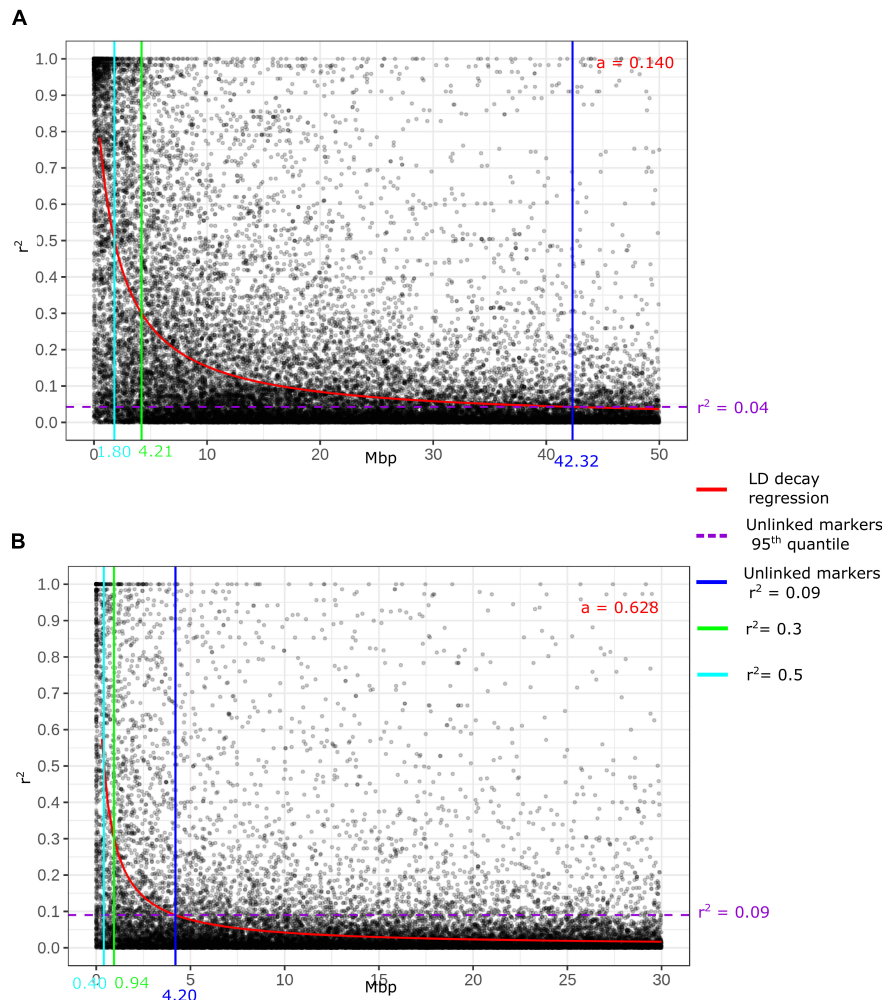 A
1.0
0.9
0.8
0.7
0.6
0.5
0.4
0.3
0.2
0.1
0.0
r²
a = 0.140
r² = 0.04
0 10 20 30 40 50
1.80 4.21 Mbp 42.32
LD decay
regression
Unlinked markers
95th quantile
Unlinked markers
r² = 0.09
r²= 0.3
r²= 0.5
B
1.0
0.9
0.8
0.7
0.6
0.5
0.4
0.3
0.2
0.1
0.0
r²
a = 0.628
r² = 0.09
0 5 10 15 20 25 30
0.40 0.94 4.20 Mbp